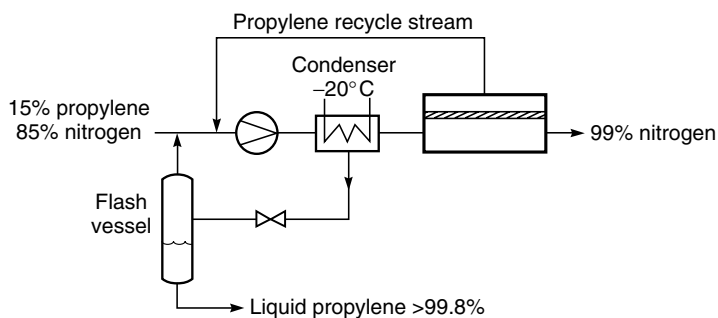 Propylene recycle stream
Condenser
–20°C
15% propylene
85% nitrogen
99% nitrogen
Flash
vessel
Liquid propylene >99.8%